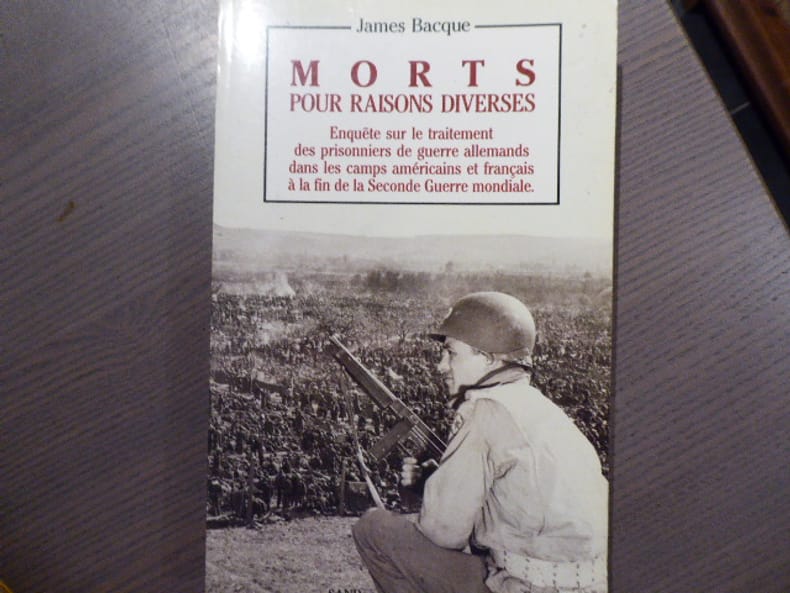 James Bacque
MORTS
POUR RAISONS DIVERSES
Enquête sur le traitement
des prisonniers de guerre allemands
dans les camps américains et français
à la fin de la Seconde Guerre mondiale.
SAND